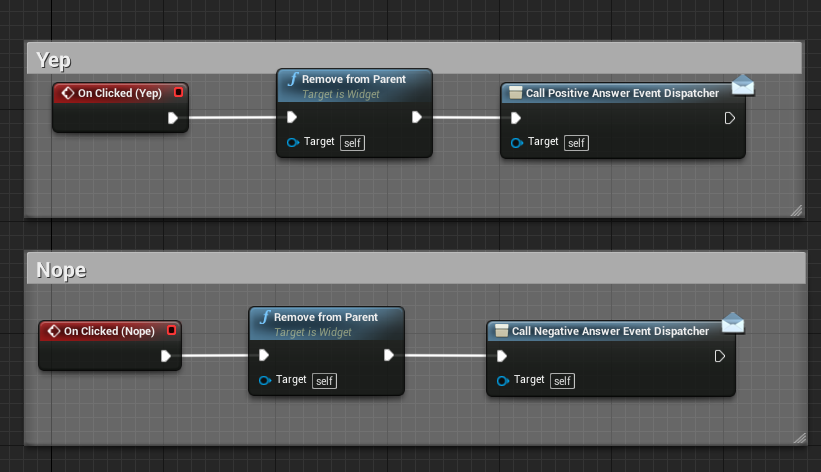 Yep
On Clicked (Yep)
f Remove from Parent
Target is Widget
Target self
Call Positive Answer Event Dispatcher
Target self
Nope
On Clicked (Nope)
f Remove from Parent
Target is Widget
Target self
Call Negative Answer Event Dispatcher
Target self